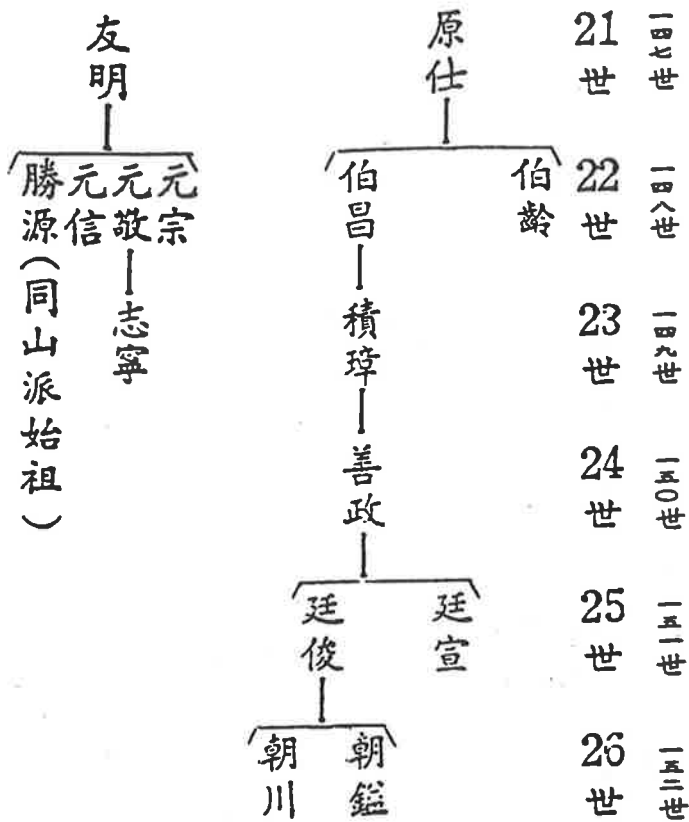 一四七世
21世
原仕
友明
一四八世
22世
伯齡
伯昌
元宗
元敬
元信
勝源(同山派始祖)
一四九世
23世
積璋
志寧
一五〇世
24世
善政
一五一世
25世
廷宣
廷俊
一五二世
26世
朝鎰
朝川